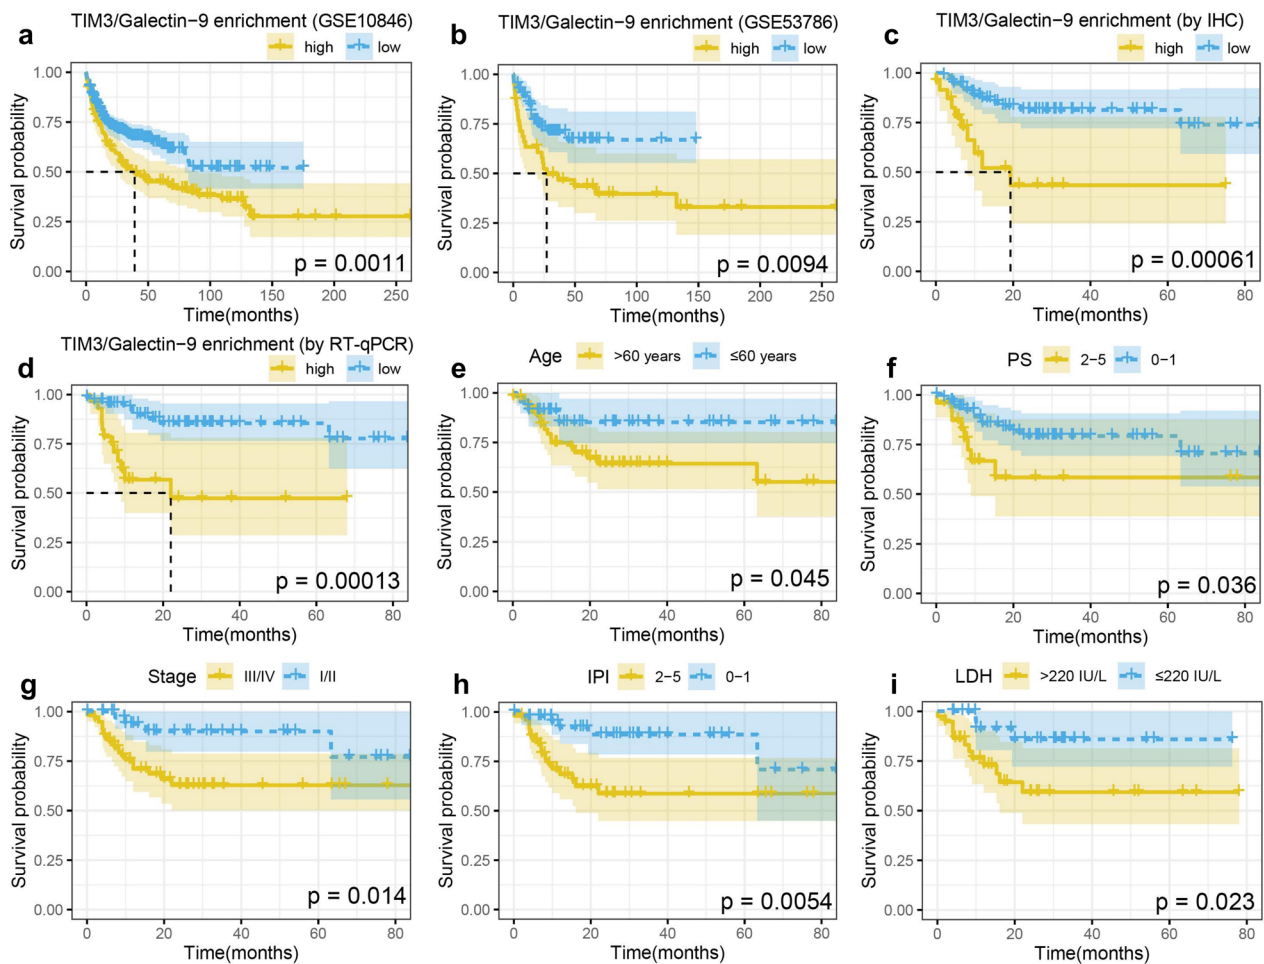 a
TIM3/Galectin−9 enrichment (GSE10846)
high low
Survival probability
1.00
0.75
0.50
0.25
0.00
p = 0.0011
0 50 100 150 200 250
Time(months)
b
TIM3/Galectin−9 enrichment (GSE53786)
high low
Survival probability
1.00
0.75
0.50
0.25
0.00
p = 0.0094
0 50 100 150 200 250
Time(months)
c
TIM3/Galectin−9 enrichment (by IHC)
high low
Survival probability
1.00
0.75
0.50
0.25
0.00
p = 0.00061
0 20 40 60 80
Time(months)
d
TIM3/Galectin−9 enrichment (by RT−qPCR)
high low
Survival probability
1.00
0.75
0.50
0.25
0.00
p = 0.00013
0 20 40 60 80
Time(months)
e
Age >60 years ≤60 years
Survival probability
1.00
0.75
0.50
0.25
0.00
p = 0.045
0 20 40 60 80
Time(months)
f
PS 2−5 0−1
Survival probability
1.00
0.75
0.50
0.25
0.00
p = 0.036
0 20 40 60 80
Time(months)
g
Stage III/IV I/II
Survival probability
1.00
0.75
0.50
0.25
0.00
p = 0.014
0 20 40 60 80
Time(months)
h
IPI 2−5 0−1
Survival probability
1.00
0.75
0.50
0.25
0.00
p = 0.0054
0 20 40 60 80
Time(months)
i
LDH >220 IU/L ≤220 IU/L
Survival probability
1.00
0.75
0.50
0.25
0.00
p = 0.023
0 20 40 60 80
Time(months)